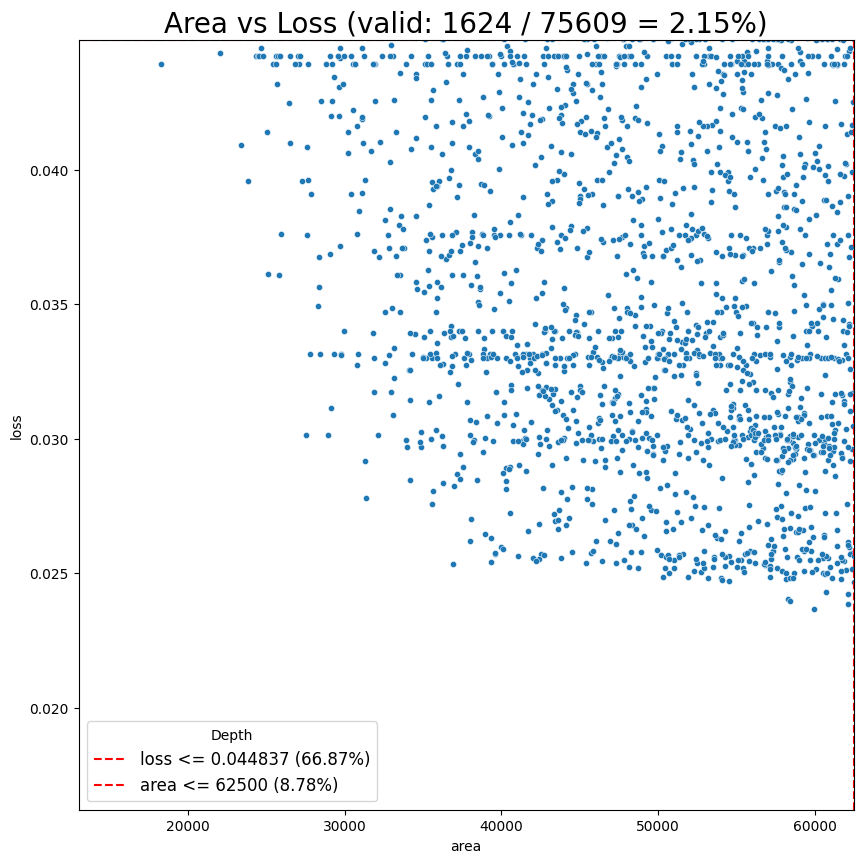 Area vs Loss (valid: 1624 / 75609 = 2.15%)
0.040
0.035
0.030
0.025
0.020
loss
Depth
loss <= 0.044837 (66.87%)
area <= 62500 (8.78%)
20000 30000 40000 50000 60000
area